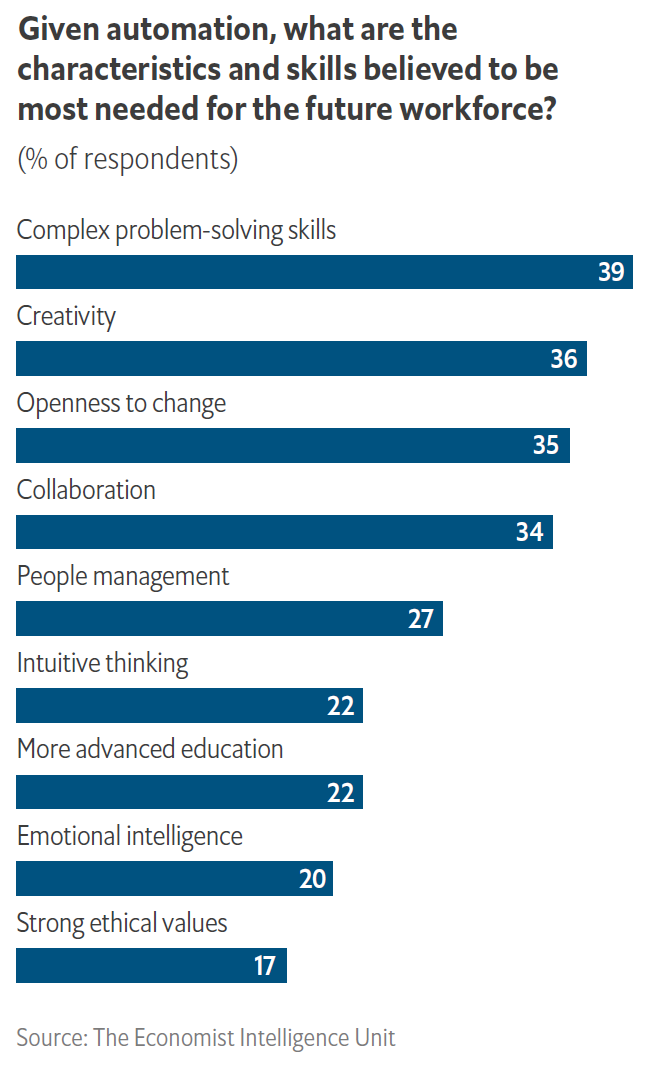 Given automation, what are the
characteristics and skills believed to be
most needed for the future workforce?
(% of respondents)
Complex problem-solving skills
39
Creativity
36
Openness to change
35
Collaboration
34
People management
27
Intuitive thinking
22
More advanced education
22
Emotional intelligence
20
Strong ethical values
17
Source: The Economist Intelligence Unit